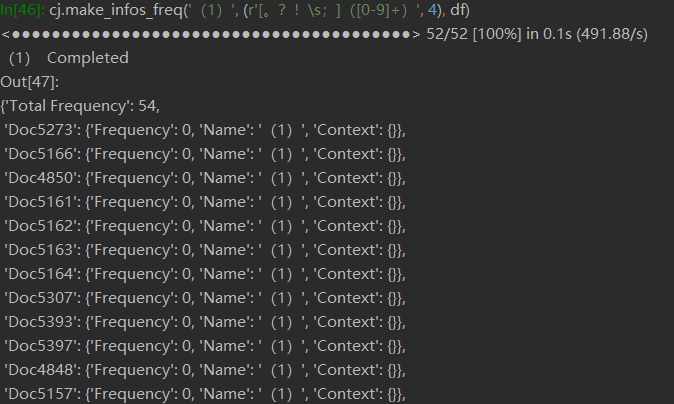 In[46]: cj.make_infos_freq('（1）', (r'[。？！\s；]（[0-9]+）', 4), df)
<●●●●●●●●●●●●●●●●●●●●●●●●●●●●●●●●●●●●●●●●> 52/52 [100%] in 0.1s (491.88/s)
（1） Completed
Out[47]:
{'Total Frequency': 54,
'Doc5273': {'Frequency': 0, 'Name': '（1）', 'Context': {}},
'Doc5166': {'Frequency': 0, 'Name': '（1）', 'Context': {}},
'Doc4850': {'Frequency': 0, 'Name': '（1）', 'Context': {}},
'Doc5161': {'Frequency': 0, 'Name': '（1）', 'Context': {}},
'Doc5162': {'Frequency': 0, 'Name': '（1）', 'Context': {}},
'Doc5163': {'Frequency': 0, 'Name': '（1）', 'Context': {}},
'Doc5164': {'Frequency': 0, 'Name': '（1）', 'Context': {}},
'Doc5307': {'Frequency': 0, 'Name': '（1）', 'Context': {}},
'Doc5393': {'Frequency': 0, 'Name': '（1）', 'Context': {}},
'Doc5397': {'Frequency': 0, 'Name': '（1）', 'Context': {}},
'Doc4848': {'Frequency': 0, 'Name': '（1）', 'Context': {}},
'Doc5157': {'Frequency': 0, 'Name': '（1）', 'Context': {}},